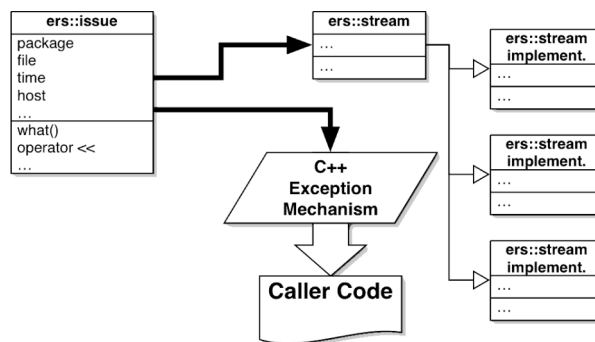 ers::issue
package
file
time
host
...
what()
operator <<
...
ers::stream
...
...
C++
Exception
Mechanism
Caller Code
ers::stream
implement.
...
...
ers::stream
implement.
...
...
ers::stream
implement.
...
...